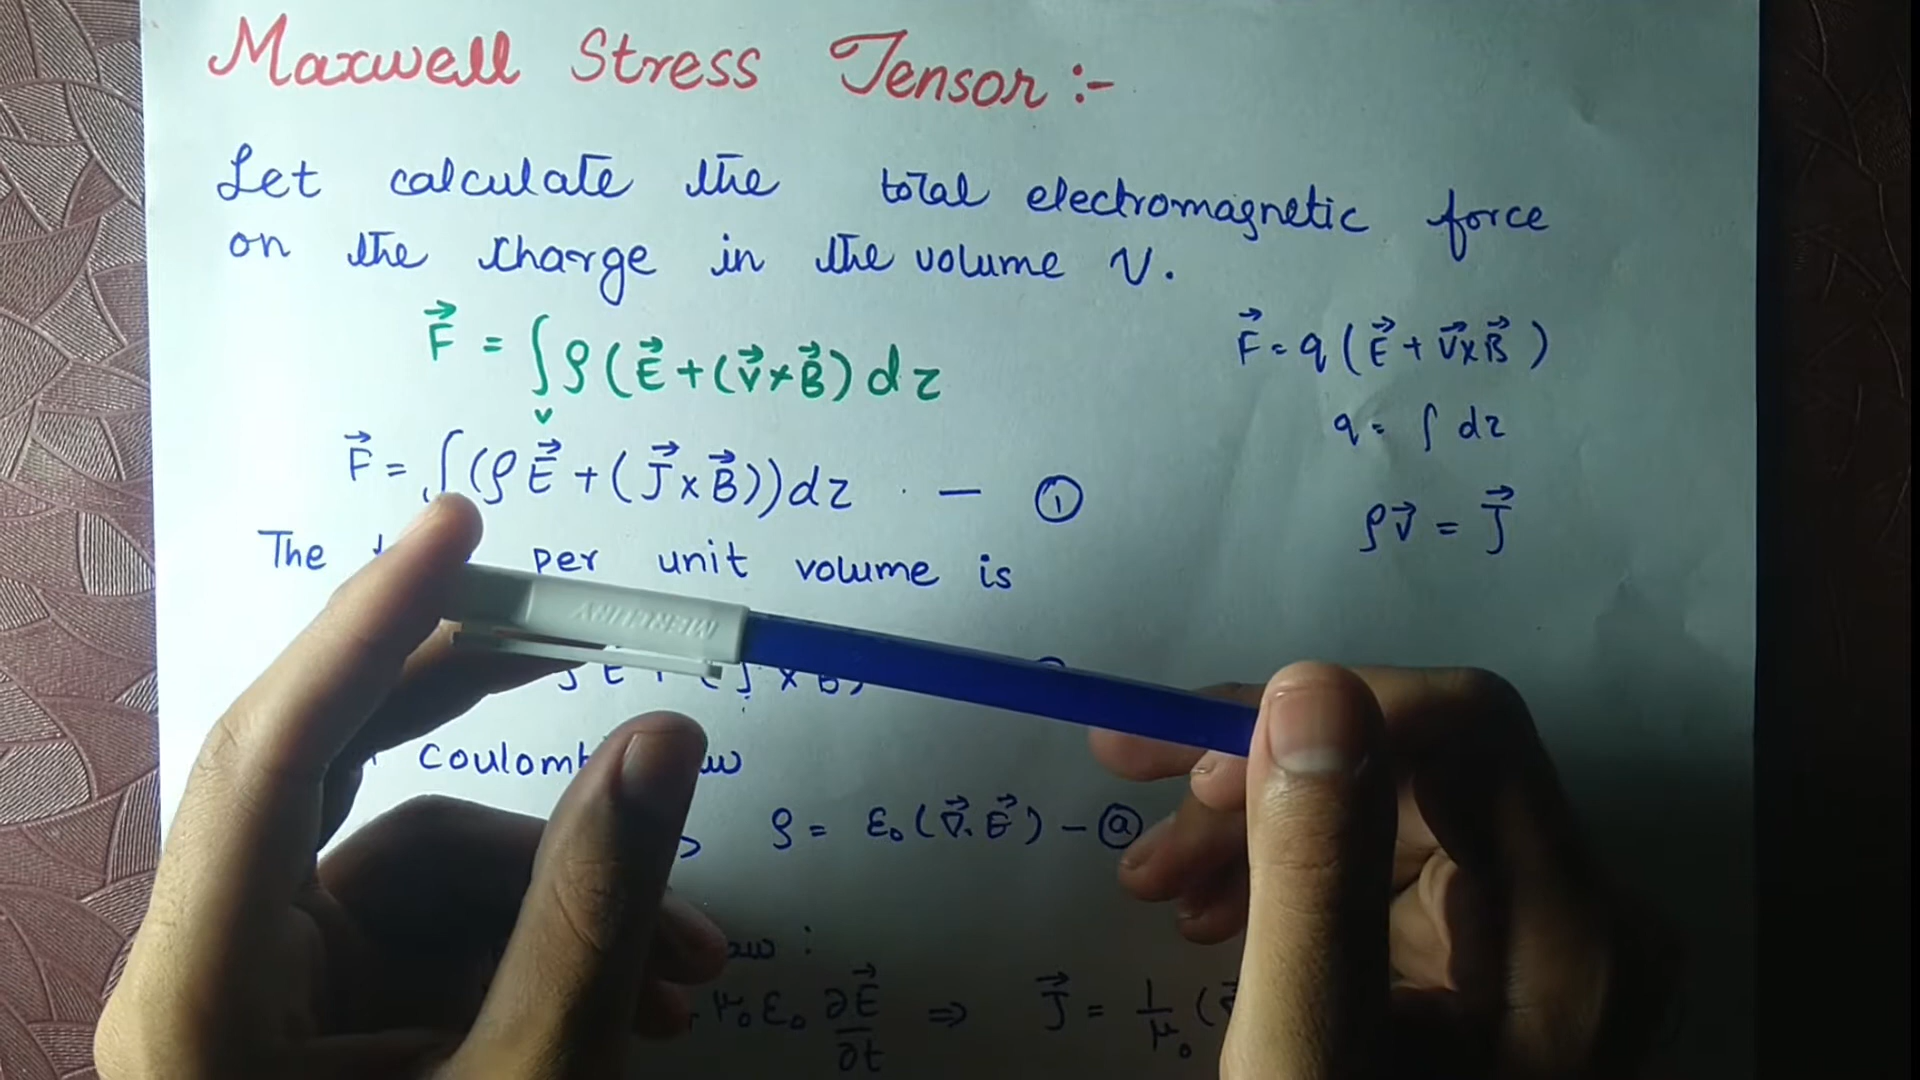 Maxwell Stress Tensor :-
Let calculate the total electromagnetic force
on the charge in the volume V.
F⃗ = ∫ᵥ ρ (E⃗ + (V⃗ × B⃗) dτ
F⃗ = ∫ (ρE⃗ + (J⃗ × B⃗)) dτ — ①
The per unit volume is
Coulomb
ρ = ε₀ (∇⃗. E⃗) — ⓐ
μ₀ε₀ ∂E⃗/∂t ⇒ J⃗ = 1/μ₀ (
F⃗ = q (E⃗ + V⃗ × B⃗)
q = ∫ dτ
ρV⃗ = J⃗
MERCURY